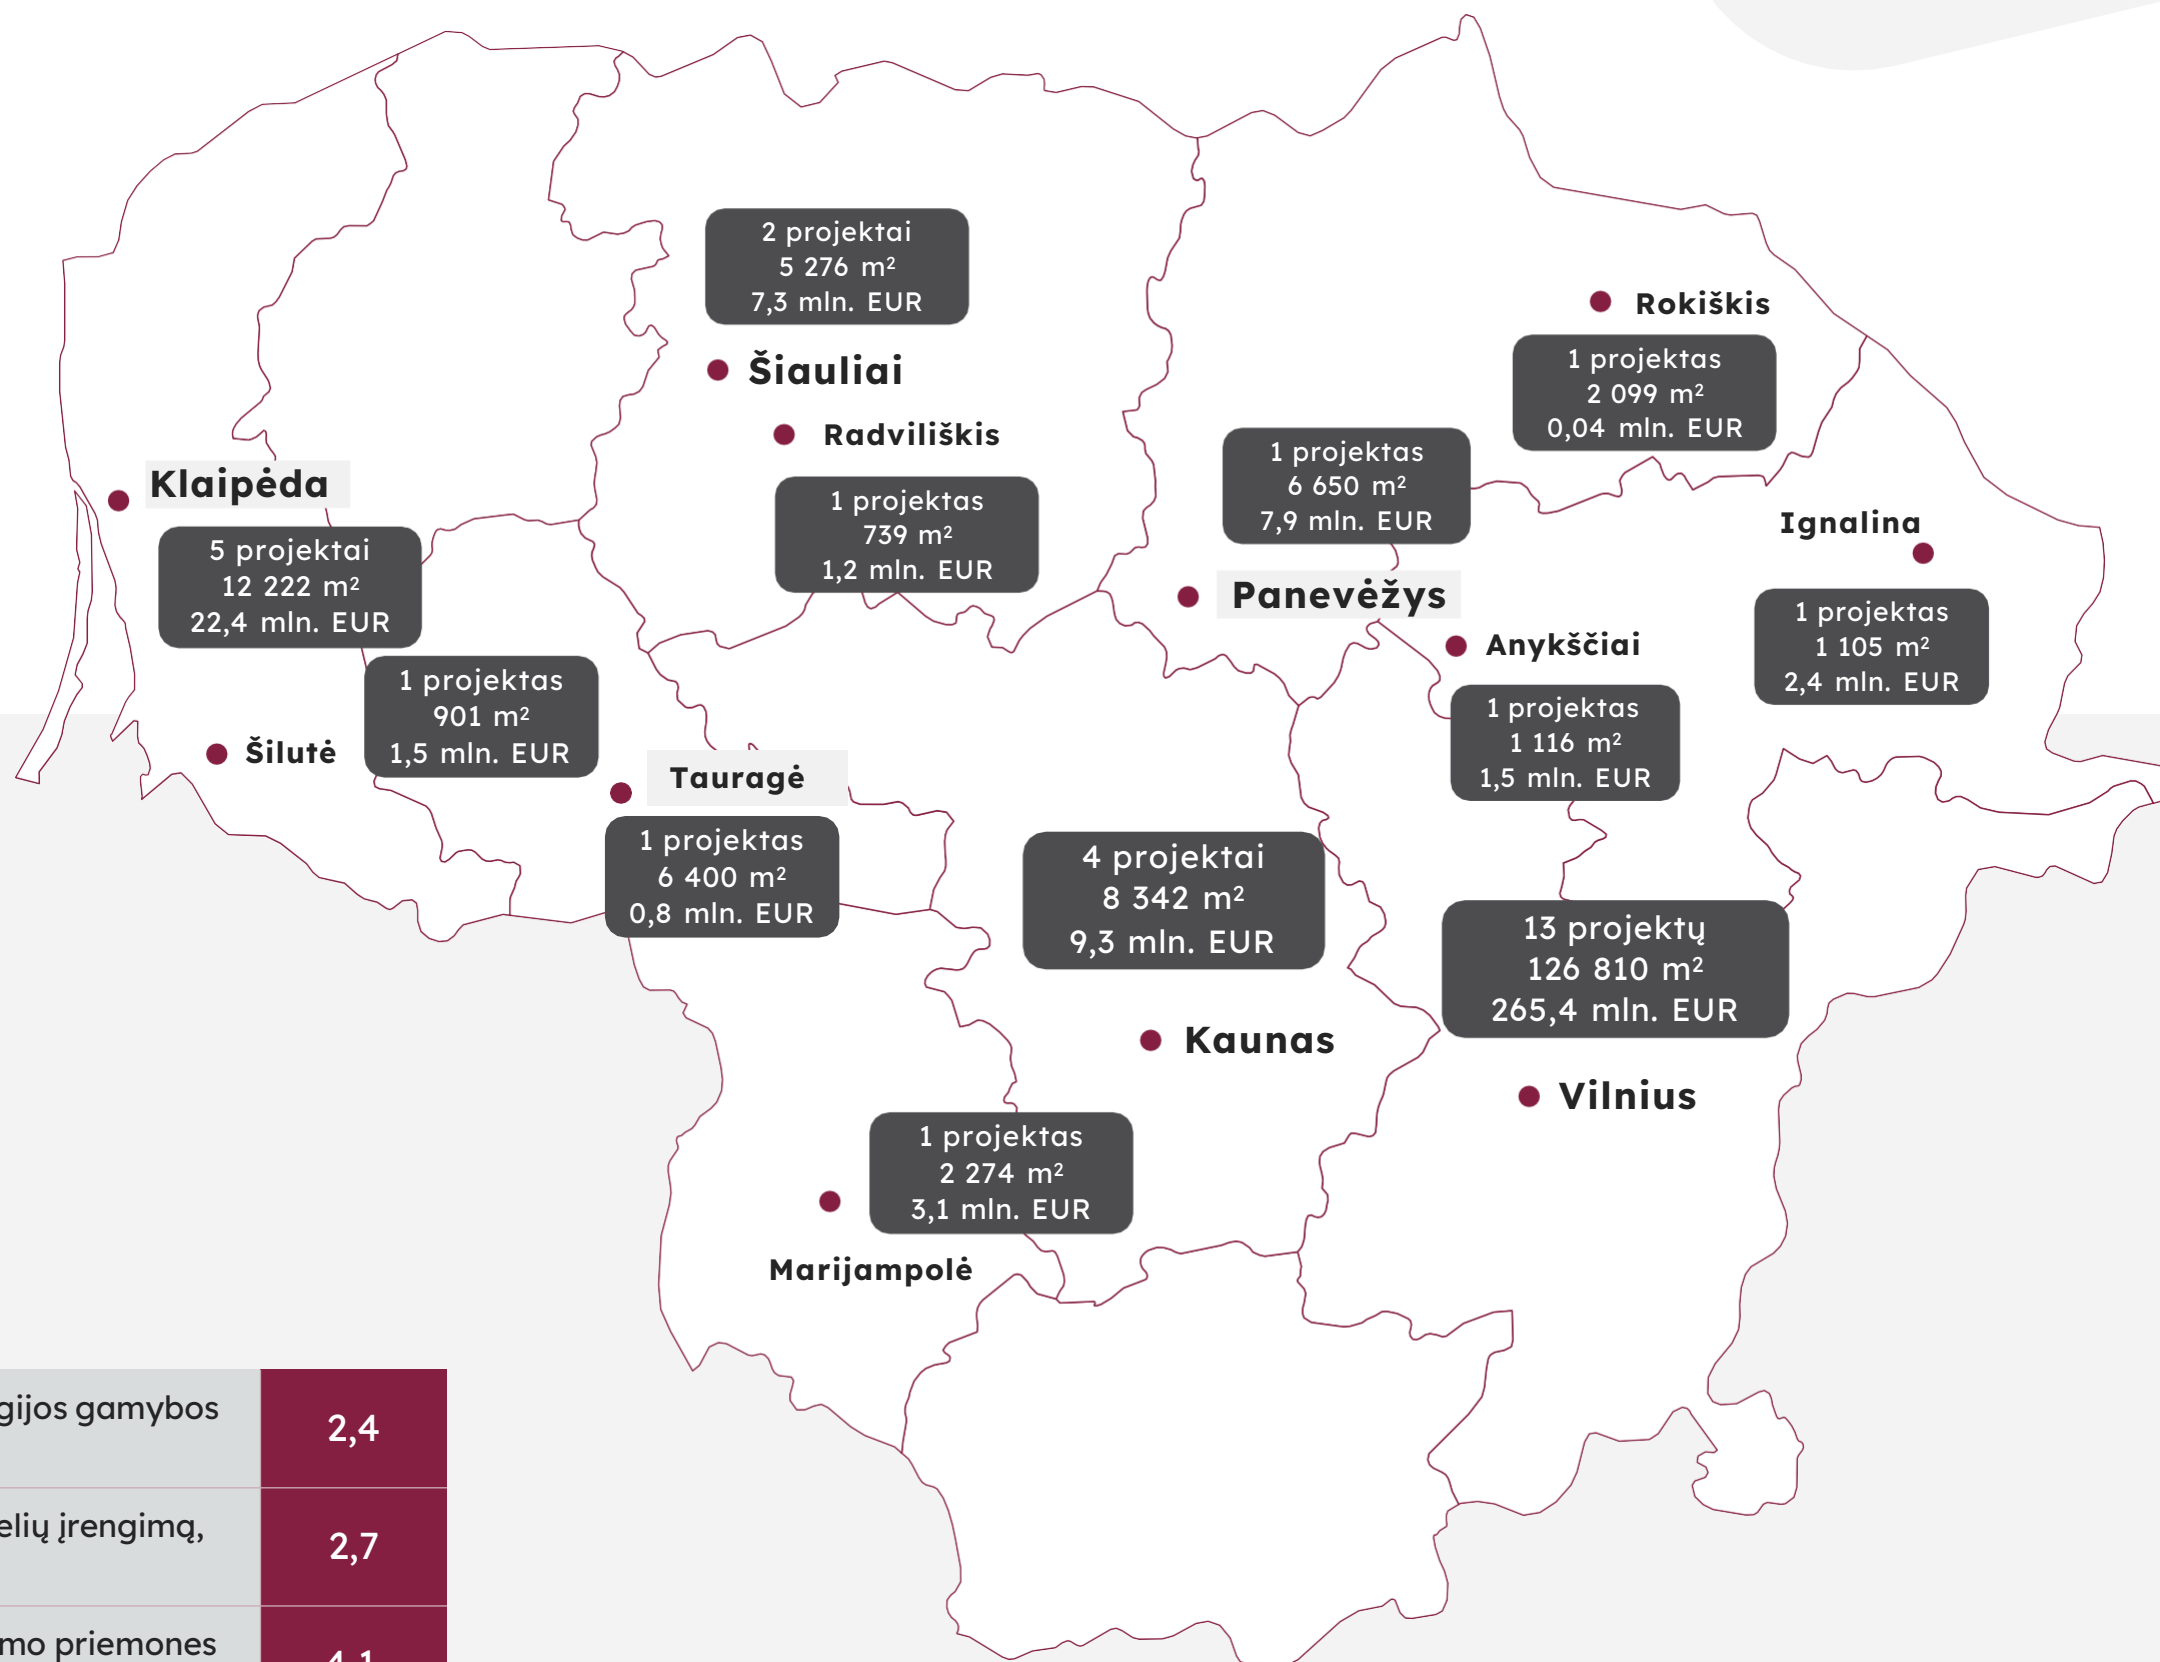 2 projektai
5 276 m²
7,3 mln. EUR
Šiauliai
Radviliškis
1 projektas
739 m²
1,2 mln. EUR
Rokiškis
1 projektas
2 099 m²
0,04 mln. EUR
1 projektas
6 650 m²
7,9 mln. EUR
Panevėžys
Klaipėda
5 projektai
12 222 m²
22,4 mln. EUR
Ignalina
1 projektas
1 105 m²
2,4 mln. EUR
Anykščiai
1 projektas
1 116 m²
1,5 mln. EUR
1 projektas
901 m²
1,5 mln. EUR
Šilutė
Tauragė
1 projektas
6 400 m²
0,8 mln. EUR
4 projektai
8 342 m²
9,3 mln. EUR
Kaunas
13 projektų
126 810 m²
265,4 mln. EUR
Vilnius
1 projektas
2 274 m²
3,1 mln. EUR
Marijampolė
gijos gamybos
2,4
elių įrengimą,
2,7
mo priemones
4,1